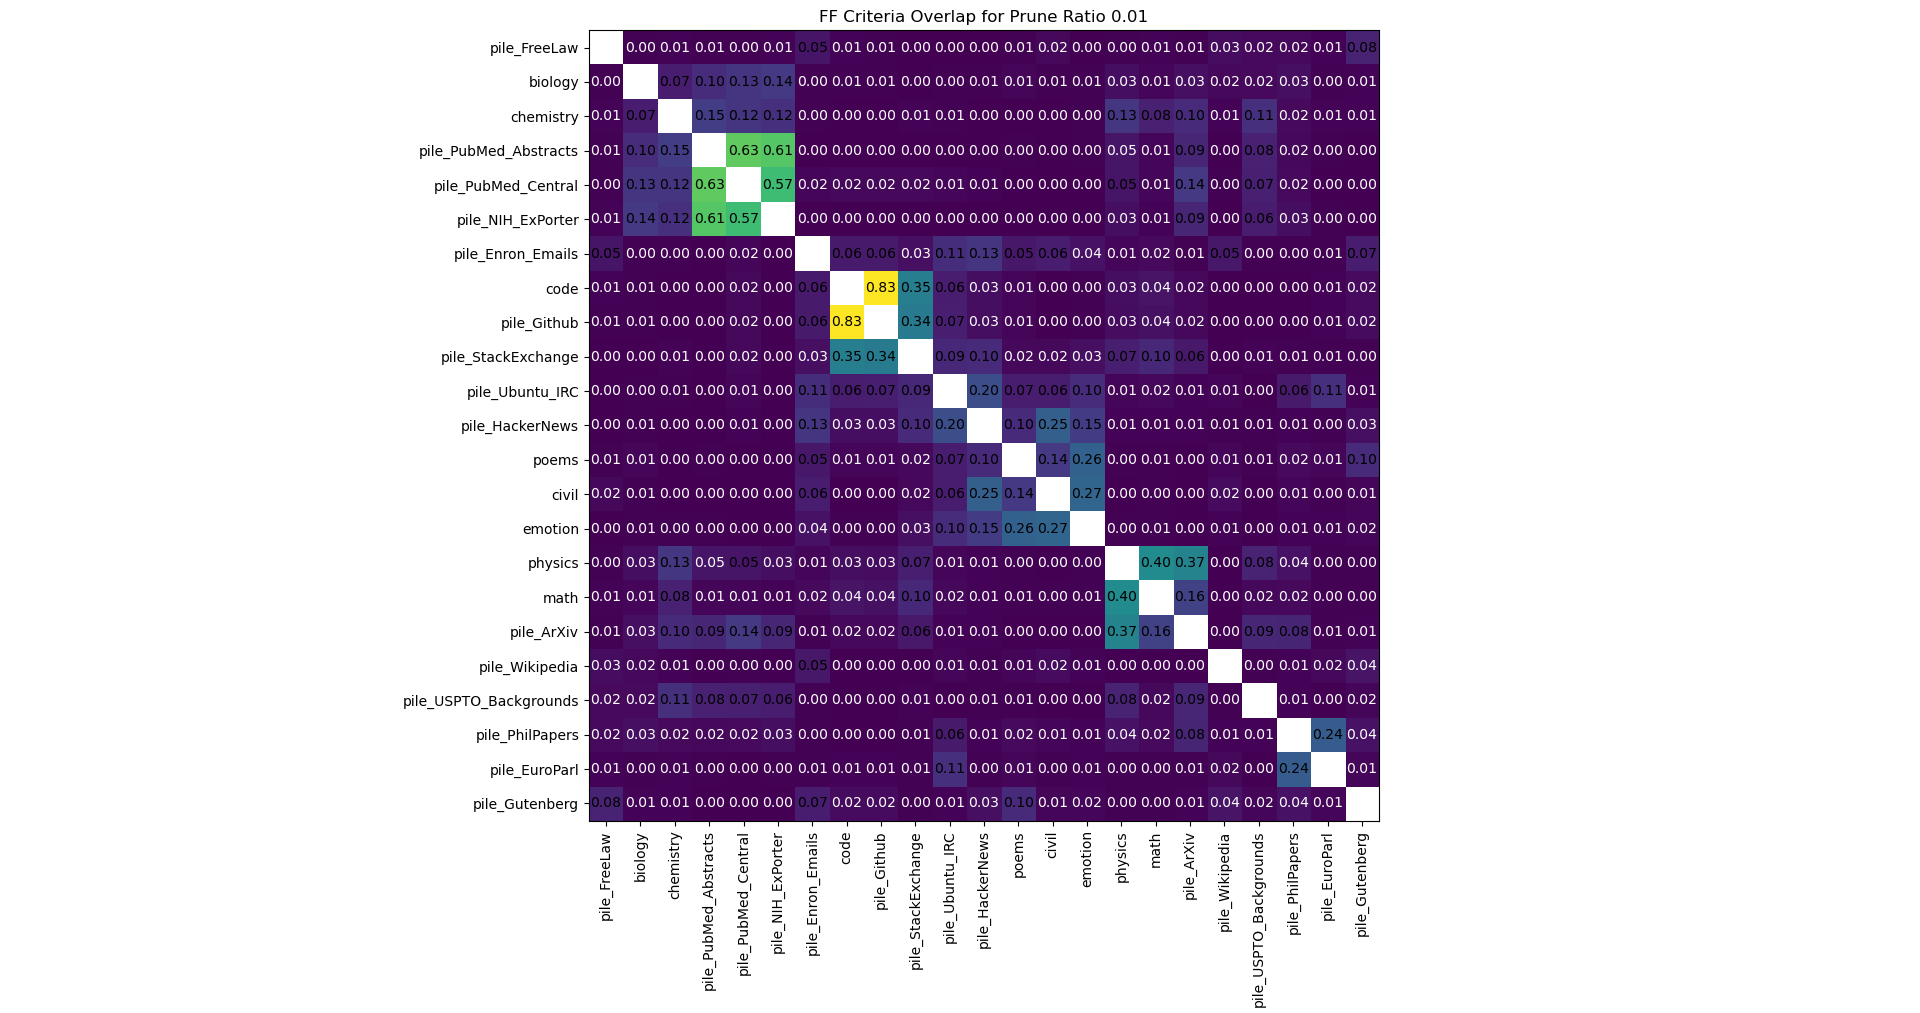 FF Criteria Overlap for Prune Ratio 0.01
pile_FreeLaw 0.00 0.01 0.01 0.00 0.01 0.05 0.01 0.01 0.00 0.00 0.00 0.01 0.02 0.00 0.00 0.01 0.01 0.03 0.02 0.02 0.01 0.08
biology 0.00 0.07 0.10 0.13 0.14 0.00 0.01 0.01 0.00 0.00 0.01 0.01 0.01 0.01 0.03 0.01 0.03 0.02 0.02 0.03 0.00 0.01
chemistry 0.01 0.07 0.15 0.12 0.12 0.00 0.00 0.00 0.01 0.01 0.00 0.00 0.00 0.00 0.13 0.08 0.10 0.01 0.11 0.02 0.01 0.01
pile_PubMed_Abstracts 0.01 0.10 0.15 0.63 0.61 0.00 0.00 0.00 0.00 0.00 0.00 0.00 0.00 0.00 0.05 0.01 0.09 0.00 0.08 0.02 0.00 0.00
pile_PubMed_Central 0.00 0.13 0.12 0.63 0.57 0.02 0.02 0.02 0.02 0.01 0.01 0.00 0.00 0.00 0.05 0.01 0.14 0.00 0.07 0.02 0.00 0.00
pile_NIH_ExPorter 0.01 0.14 0.12 0.61 0.57 0.00 0.00 0.00 0.00 0.00 0.00 0.00 0.00 0.00 0.03 0.01 0.09 0.00 0.06 0.03 0.00 0.00
pile_Enron_Emails 0.05 0.00 0.00 0.00 0.02 0.00 0.06 0.06 0.03 0.11 0.13 0.05 0.06 0.04 0.01 0.02 0.01 0.05 0.00 0.00 0.01 0.07
code 0.01 0.01 0.00 0.00 0.02 0.00 0.06 0.83 0.35 0.06 0.03 0.01 0.00 0.00 0.03 0.04 0.02 0.00 0.00 0.00 0.01 0.02
pile_Github 0.01 0.01 0.00 0.00 0.02 0.00 0.06 0.83 0.34 0.07 0.03 0.01 0.00 0.00 0.03 0.04 0.02 0.00 0.00 0.00 0.01 0.02
pile_StackExchange 0.00 0.00 0.01 0.00 0.02 0.00 0.03 0.35 0.34 0.09 0.10 0.02 0.02 0.03 0.07 0.10 0.06 0.00 0.01 0.01 0.01 0.00
pile_Ubuntu_IRC 0.00 0.00 0.01 0.00 0.01 0.00 0.11 0.06 0.07 0.09 0.20 0.07 0.06 0.10 0.01 0.02 0.01 0.01 0.00 0.06 0.11 0.01
pile_HackerNews 0.00 0.01 0.00 0.00 0.01 0.00 0.13 0.03 0.03 0.10 0.20 0.10 0.25 0.15 0.01 0.01 0.01 0.01 0.01 0.01 0.00 0.03
poems 0.01 0.01 0.00 0.00 0.00 0.00 0.05 0.01 0.01 0.02 0.07 0.10 0.14 0.26 0.00 0.01 0.00 0.01 0.01 0.02 0.01 0.10
civil 0.02 0.01 0.00 0.00 0.00 0.00 0.06 0.00 0.00 0.02 0.06 0.25 0.14 0.27 0.00 0.00 0.00 0.02 0.00 0.01 0.00 0.01
emotion 0.00 0.01 0.00 0.00 0.00 0.00 0.04 0.00 0.00 0.03 0.10 0.15 0.26 0.27 0.00 0.01 0.00 0.01 0.00 0.01 0.01 0.02
physics 0.00 0.03 0.13 0.05 0.05 0.03 0.01 0.03 0.03 0.07 0.01 0.01 0.00 0.00 0.00 0.40 0.37 0.00 0.08 0.04 0.00 0.00
math 0.01 0.01 0.08 0.01 0.01 0.01 0.02 0.04 0.04 0.10 0.02 0.01 0.01 0.00 0.01 0.40 0.16 0.00 0.02 0.02 0.00 0.00
pile_ArXiv 0.01 0.03 0.10 0.09 0.14 0.09 0.01 0.02 0.02 0.06 0.01 0.01 0.00 0.00 0.00 0.37 0.16 0.00 0.09 0.08 0.01 0.01
pile_Wikipedia 0.03 0.02 0.01 0.00 0.00 0.00 0.05 0.00 0.00 0.00 0.01 0.01 0.01 0.02 0.01 0.00 0.00 0.00 0.00 0.01 0.02 0.04
pile_USPTO_Backgrounds 0.02 0.02 0.11 0.08 0.07 0.06 0.00 0.00 0.00 0.01 0.00 0.01 0.01 0.00 0.00 0.08 0.02 0.09 0.00 0.01 0.00 0.02
pile_PhilPapers 0.02 0.03 0.02 0.02 0.02 0.03 0.00 0.00 0.00 0.01 0.06 0.01 0.02 0.01 0.01 0.04 0.02 0.08 0.01 0.01 0.24 0.04
pile_EuroParl 0.01 0.00 0.01 0.00 0.00 0.00 0.01 0.01 0.01 0.01 0.11 0.00 0.01 0.00 0.01 0.00 0.00 0.01 0.02 0.00 0.24 0.01
pile_Gutenberg 0.08 0.01 0.01 0.00 0.00 0.00 0.07 0.02 0.02 0.00 0.01 0.03 0.10 0.01 0.02 0.00 0.00 0.01 0.04 0.02 0.04 0.01
pile_FreeLaw
biology
chemistry
pile_PubMed_Abstracts
pile_PubMed_Central
pile_NIH_ExPorter
pile_Enron_Emails
code
pile_Github
pile_StackExchange
pile_Ubuntu_IRC
pile_HackerNews
poems
civil
emotion
physics
math
pile_ArXiv
pile_Wikipedia
pile_USPTO_Backgrounds
pile_PhilPapers
pile_EuroParl
pile_Gutenberg